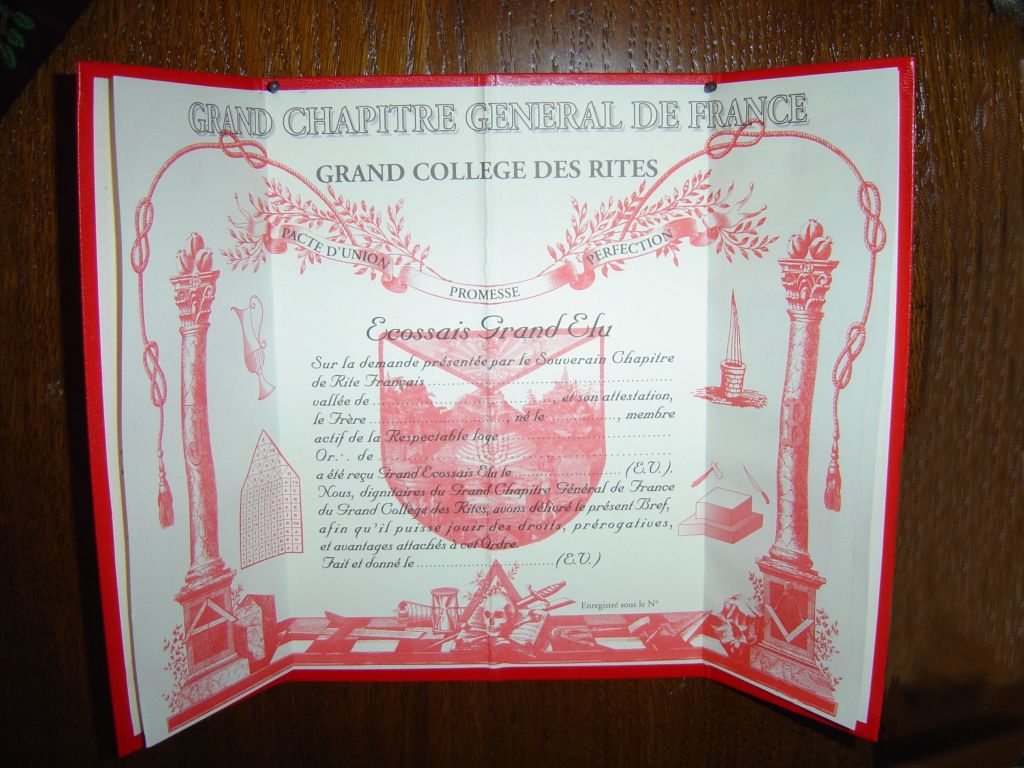 GRAND CHAPITRE GENERAL DE FRANCE
GRAND COLLEGE DES RITES
PACTE D'UNION
PROMESSE
PERFECTION
Ecossais Grand Elu
Sur la demande présentée par le Souverain Chapitre
de Rite Français ........................................
vallée de ........................................, et son attestation,
le Frère ........................, né le ..............., membre
actif de la Respectable loge ........................................
Or∴ de ........................................
a été reçu Grand Ecossais Elu le ........................ (E.V.).
Nous, dignitaires du Grand Chapitre Général de France
du Grand Collège des Rites, avons délivré le présent Bref,
afin qu'il puisse jouir des droits, prérogatives,
et avantages attachés à cet Ordre.
Fait et donné le ................................(E.V.)
Enregistré sous le N°
J
B